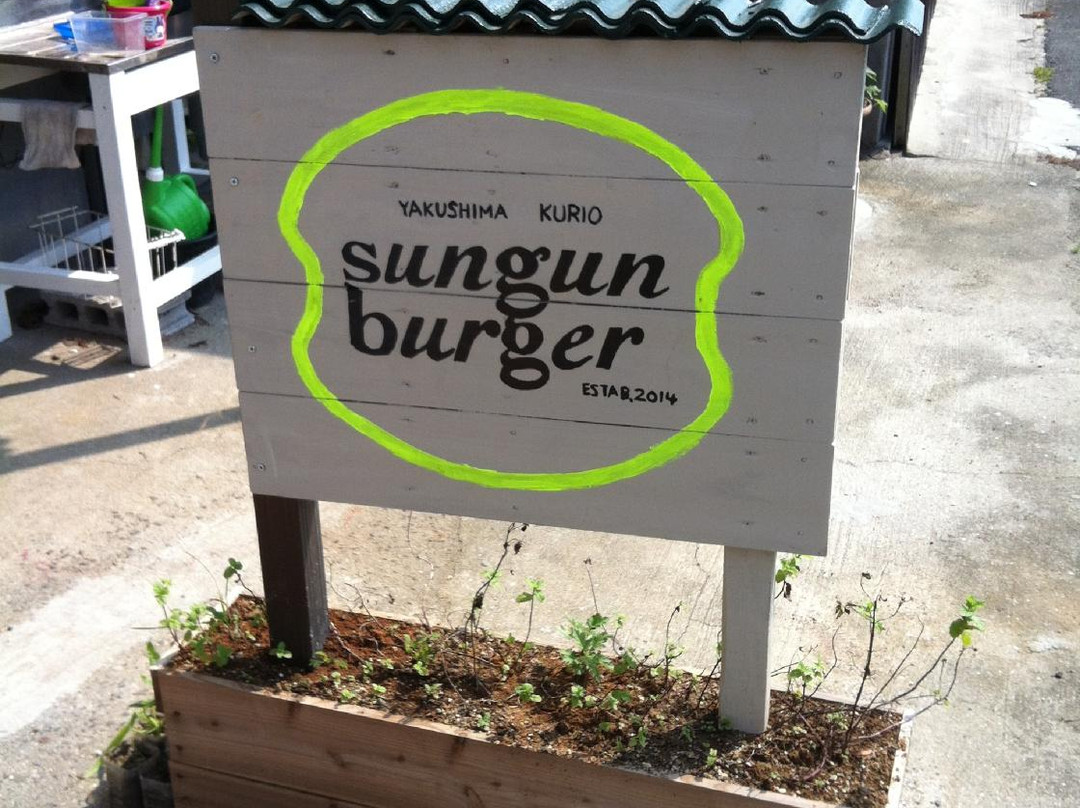 YAKUSHIMA KURIO
sungun
burger
ESTAB,2014